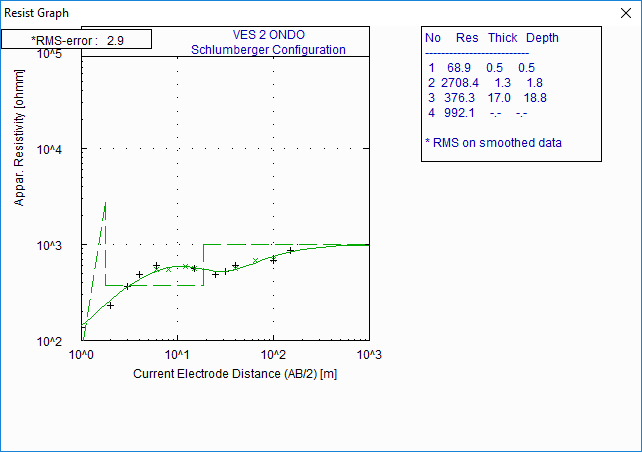 Resist Graph
*RMS-error : 2.9
VES 2 ONDO
Schlumberger Configuration
10^5
10^4
10^3
10^2
Appar. Resistivity [ohmm]
10^0 10^1 10^2 10^3
Current Electrode Distance (AB/2) [m]
No Res Thick Depth
--------------------------
1 68.9 0.5 0.5
2 2708.4 1.3 1.8
3 376.3 17.0 18.8
4 992.1 -.- -.-
* RMS on smoothed data